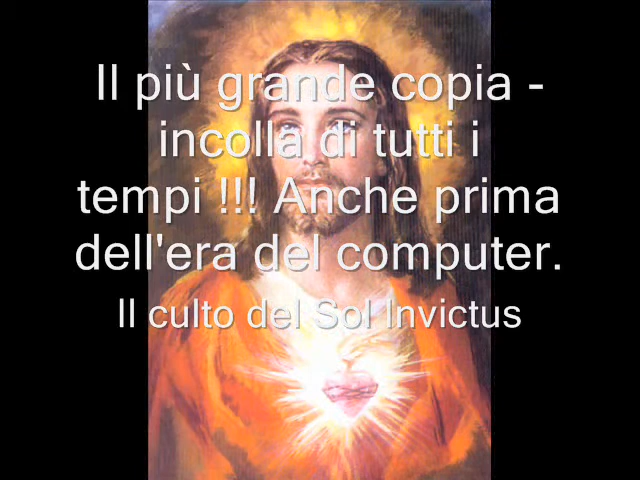 Il più grande copia -
incolla di tutti i
tempi !!! Anche prima
dell'era del computer.
Il culto del Sol Invictus